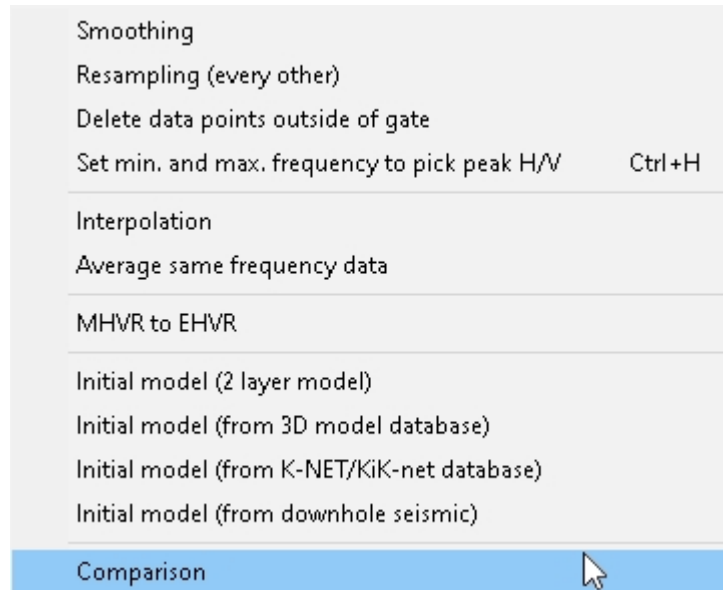 Smoothing
Resampling (every other)
Delete data points outside of gate
Set min. and max. frequency to pick peak H/V Ctrl+H
Interpolation
Average same frequency data
MHVR to EHVR
Initial model (2 layer model)
Initial model (from 3D model database)
Initial model (from K-NET/KiK-net database)
Initial model (from downhole seismic)
Comparison